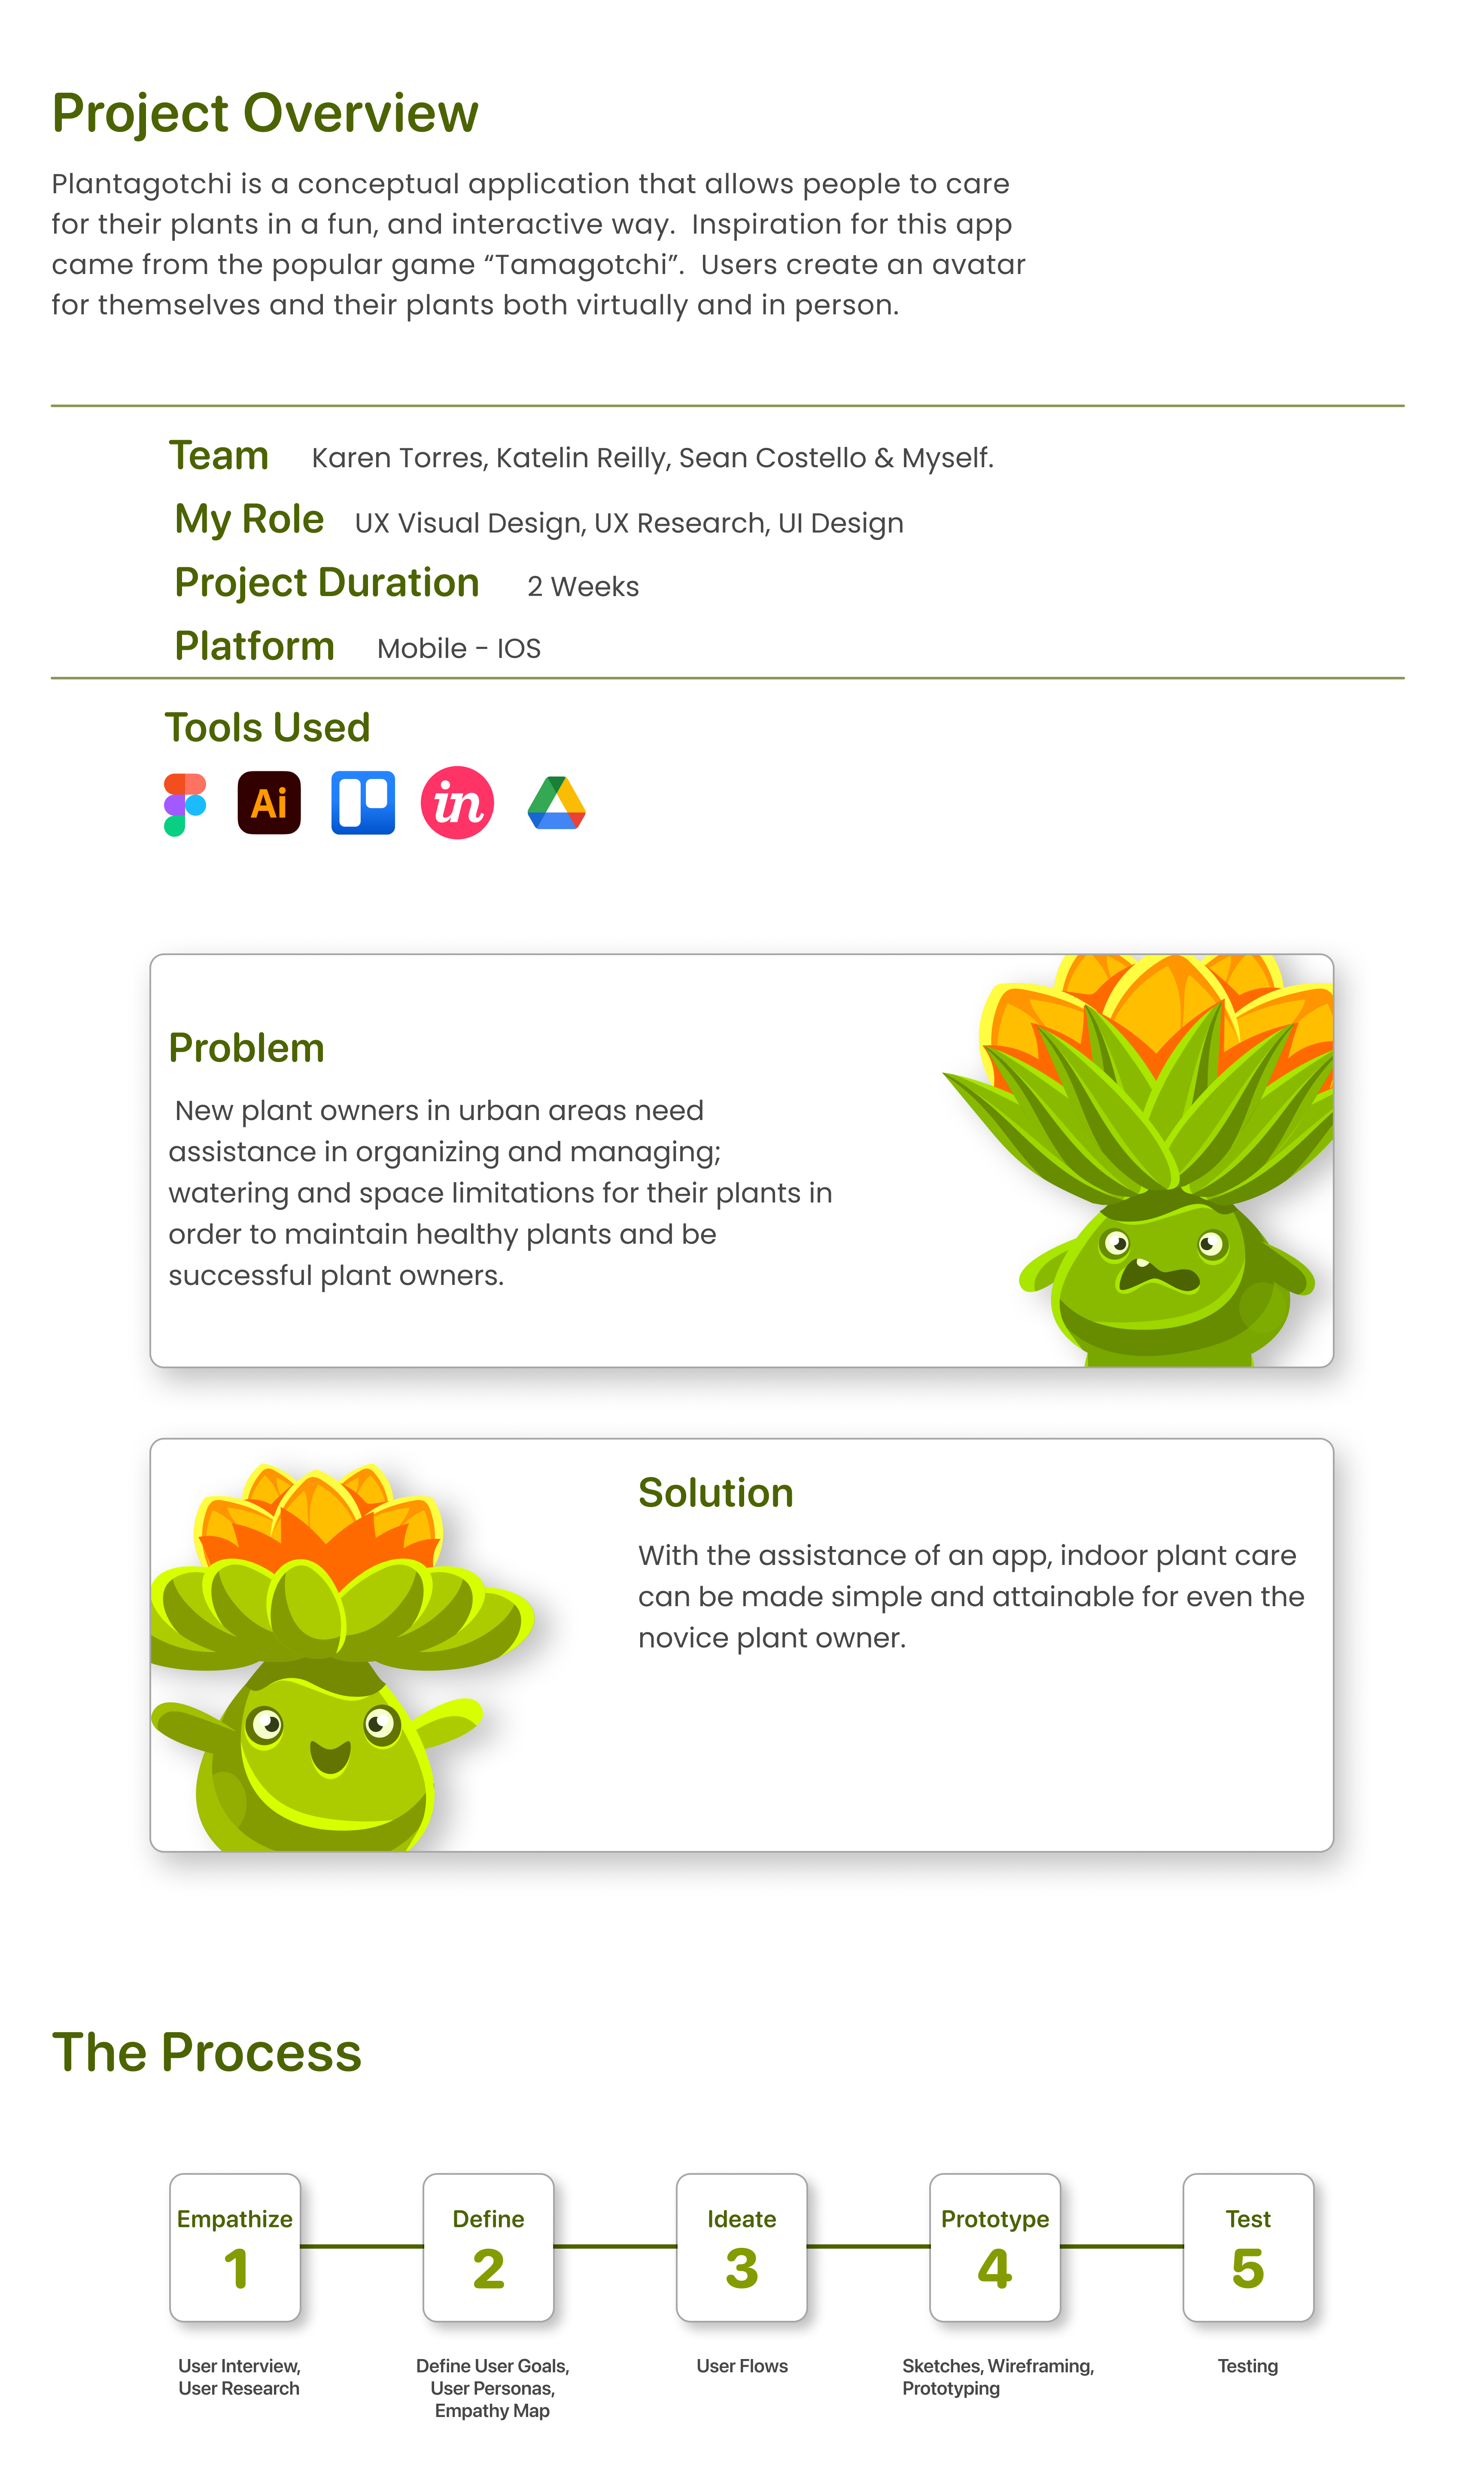 Project Overview
Plantagotchi is a conceptual application that allows people to care
for their plants in a fun, and interactive way.  Inspiration for this app
came from the popular game “Tamagotchi”.  Users create an avatar
for themselves and their plants both virtually and in person.
Team Karen Torres, Katelin Reilly, Sean Costello & Myself.
My Role UX Visual Design, UX Research, UI Design
Project Duration 2 Weeks
Platform Mobile - IOS
Tools Used
Ai in
Problem
New plant owners in urban areas need
assistance in organizing and managing;
watering and space limitations for their plants in
order to maintain healthy plants and be
successful plant owners.
Solution
With the assistance of an app, indoor plant care
can be made simple and attainable for even the
novice plant owner.
The Process
Empathize
1
User Interview,
User Research
Define
2
Define User Goals,
User Personas,
Empathy Map
Ideate
3
User Flows
Prototype
4
Sketches, Wireframing,
Prototyping
Test
5
Testing